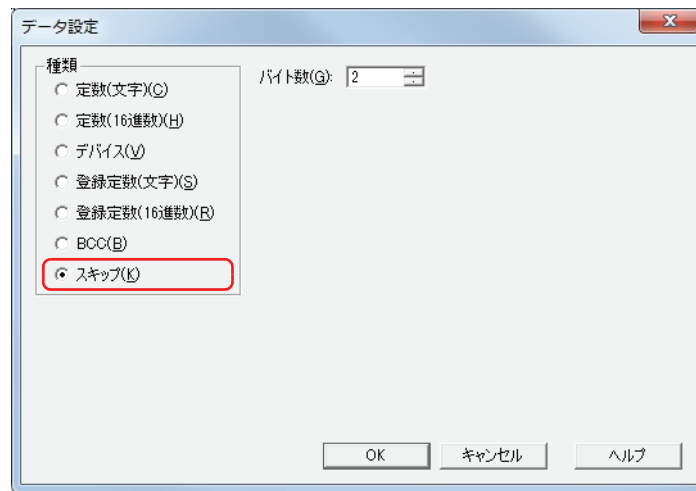 データ設定
種類
定数(文字)(C)
定数(16進数)(H)
デバイス(V)
登録定数(文字)(S)
登録定数(16進数)(R)
BCC(B)
スキップ(K)
バイト数(G): 2
OK キャンセル ヘルプ